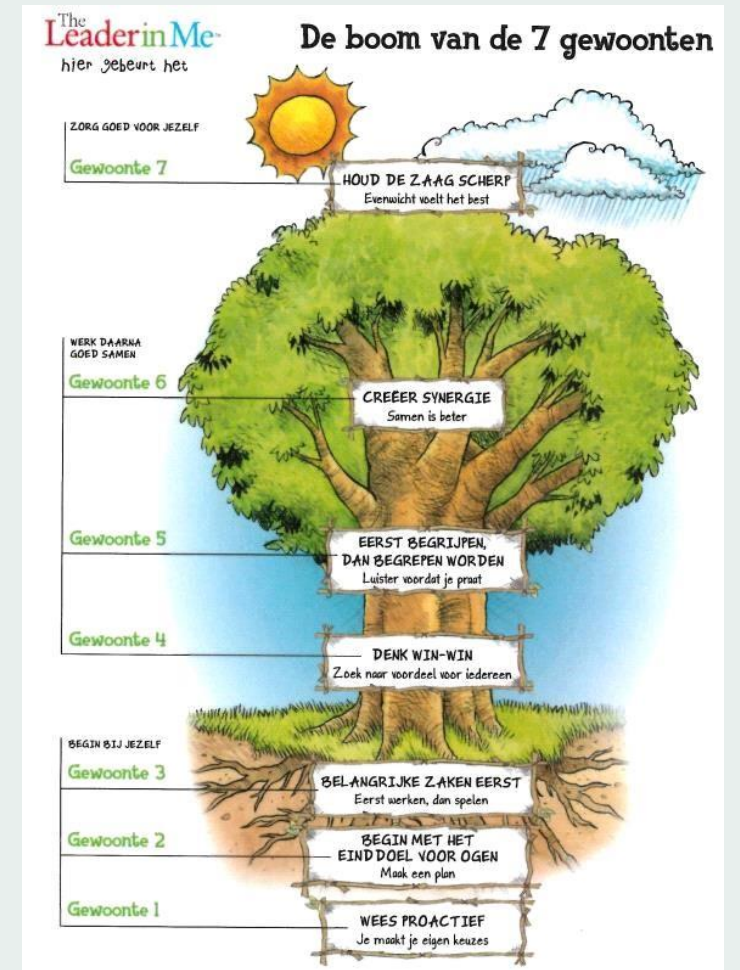 The
Leader in Me
hier gebeurt het
De boom van de 7 gewoonten
ZORG GOED VOOR JEZELF
Gewoonte 7
HOUD DE ZAAG SCHERP
Evenwicht voelt het best
WERK DAARNA
GOED SAMEN
Gewoonte 6
CREËER SYNERGIE
Samen is beter
Gewoonte 5
EERST BEGRIJPEN,
DAN BEGREPEN WORDEN
Luister voordat je praat
Gewoonte 4
DENK WIN-WIN
Zoek naar voordeel voor iedereen
BEGIN BIJ JEZELF
Gewoonte 3
BELANGRIJKE ZAKEN EERST
Eerst werken, dan spelen
Gewoonte 2
BEGIN MET HET
EINDDOEL VOOR OGEN
Maak een plan
Gewoonte 1
WEES PROACTIEF
Je maakt je eigen keuzes